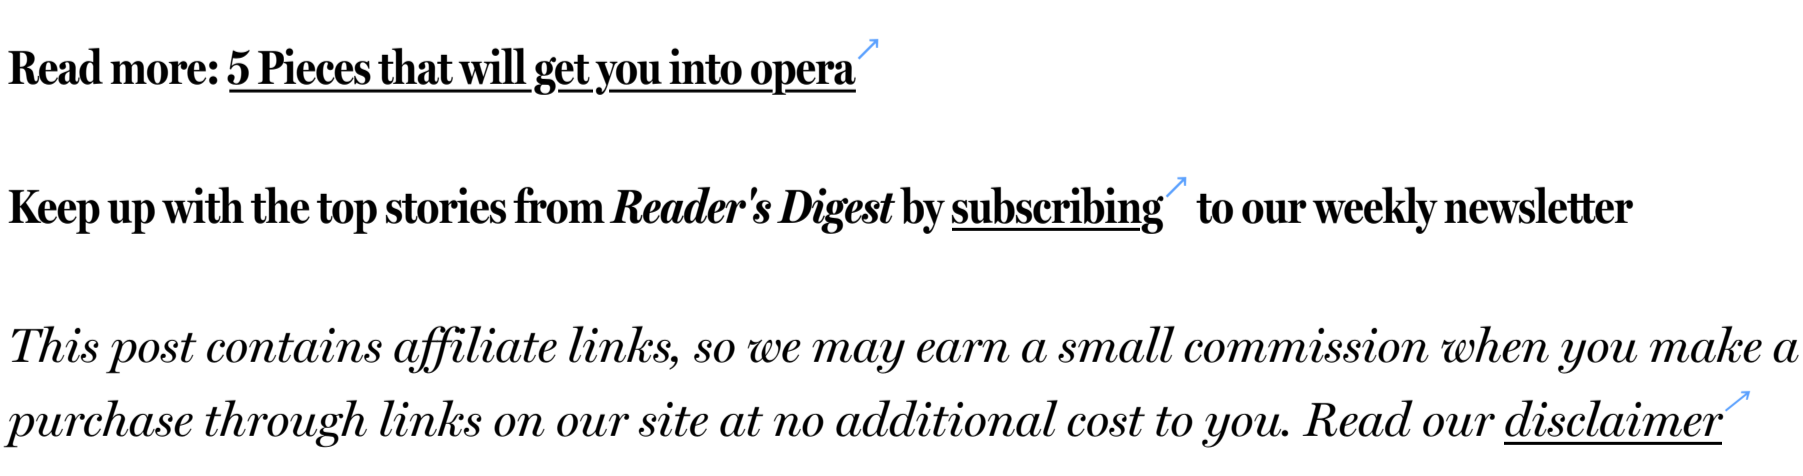 Read more: 5 Pieces that will get you into opera
Keep up with the top stories from Reader's Digest by subscribing to our weekly newsletter
This post contains affiliate links, so we may earn a small commission when you make a
purchase through links on our site at no additional cost to you. Read our disclaimer